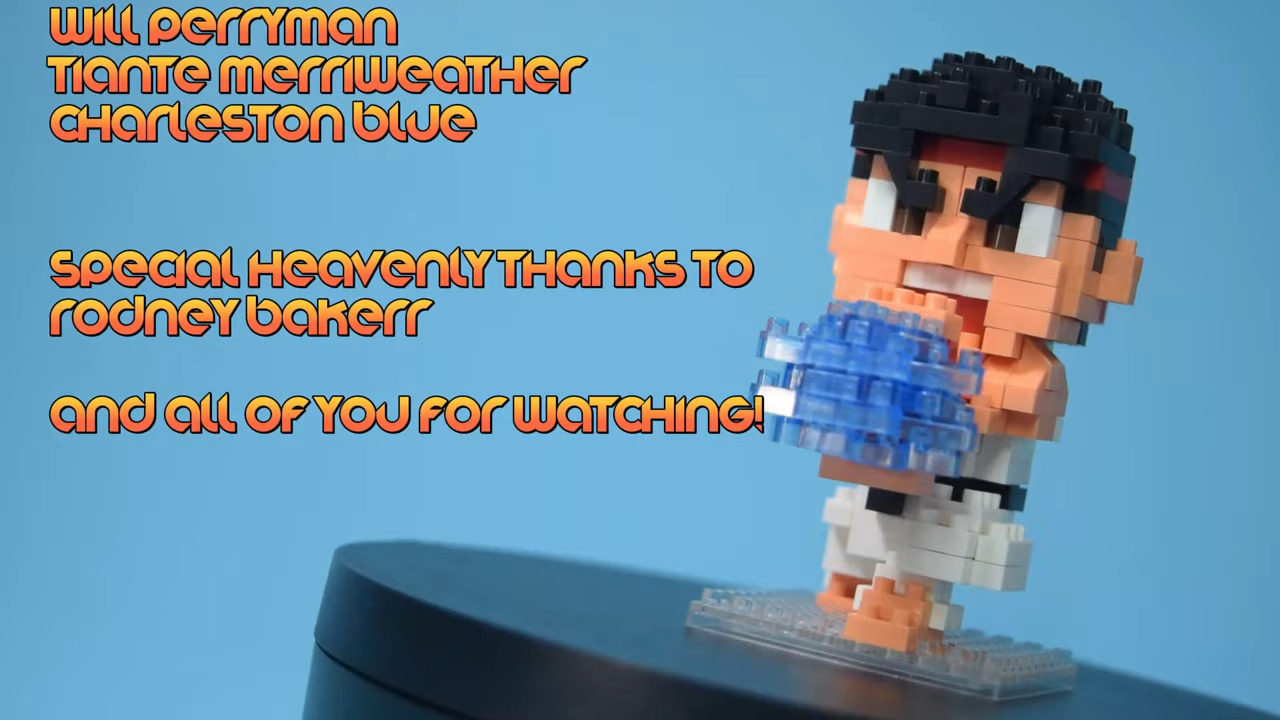 Will Perryman
Tiante Merriweather
Charleston Blue
Special Heavenly Thanks to
Rodney Bakerr
and all of you for watching!